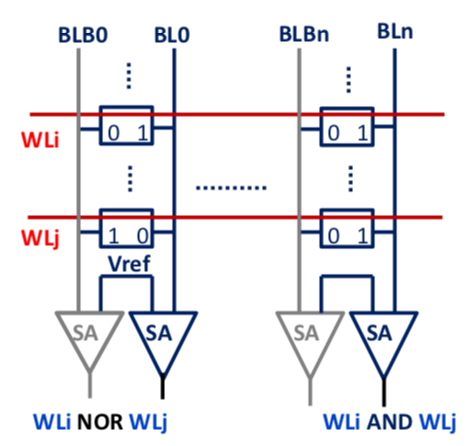 BLB0 BL0 BLBn BLn
0 1 0 1
WLi
1 0 0 1
WLj
Vref
SA SA SA SA
WLi NOR WLj WLi AND WLj